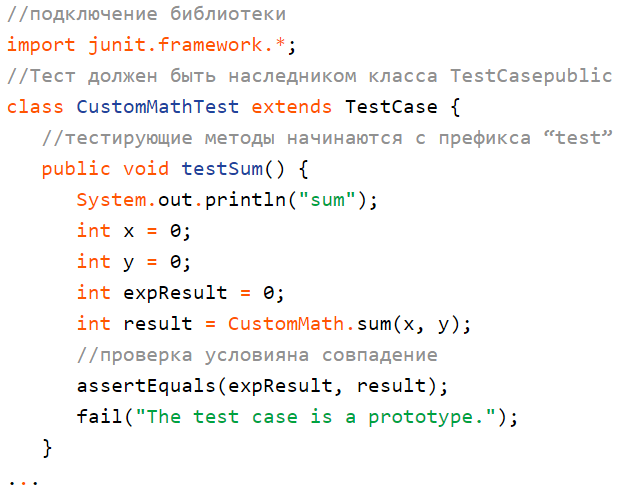 //подключение библиотеки
import junit.framework.*;
//Тест должен быть наследником класса TestCasepublic
class CustomMathTest extends TestCase {
//тестирующие методы начинаются с префикса “test”
public void testSum() {
System.out.println("sum");
int x = 0;
int y = 0;
int expResult = 0;
int result = CustomMath.sum(x, y);
//проверка условияна совпадение
assertEquals(expResult, result);
fail("The test case is a prototype.");
}
...